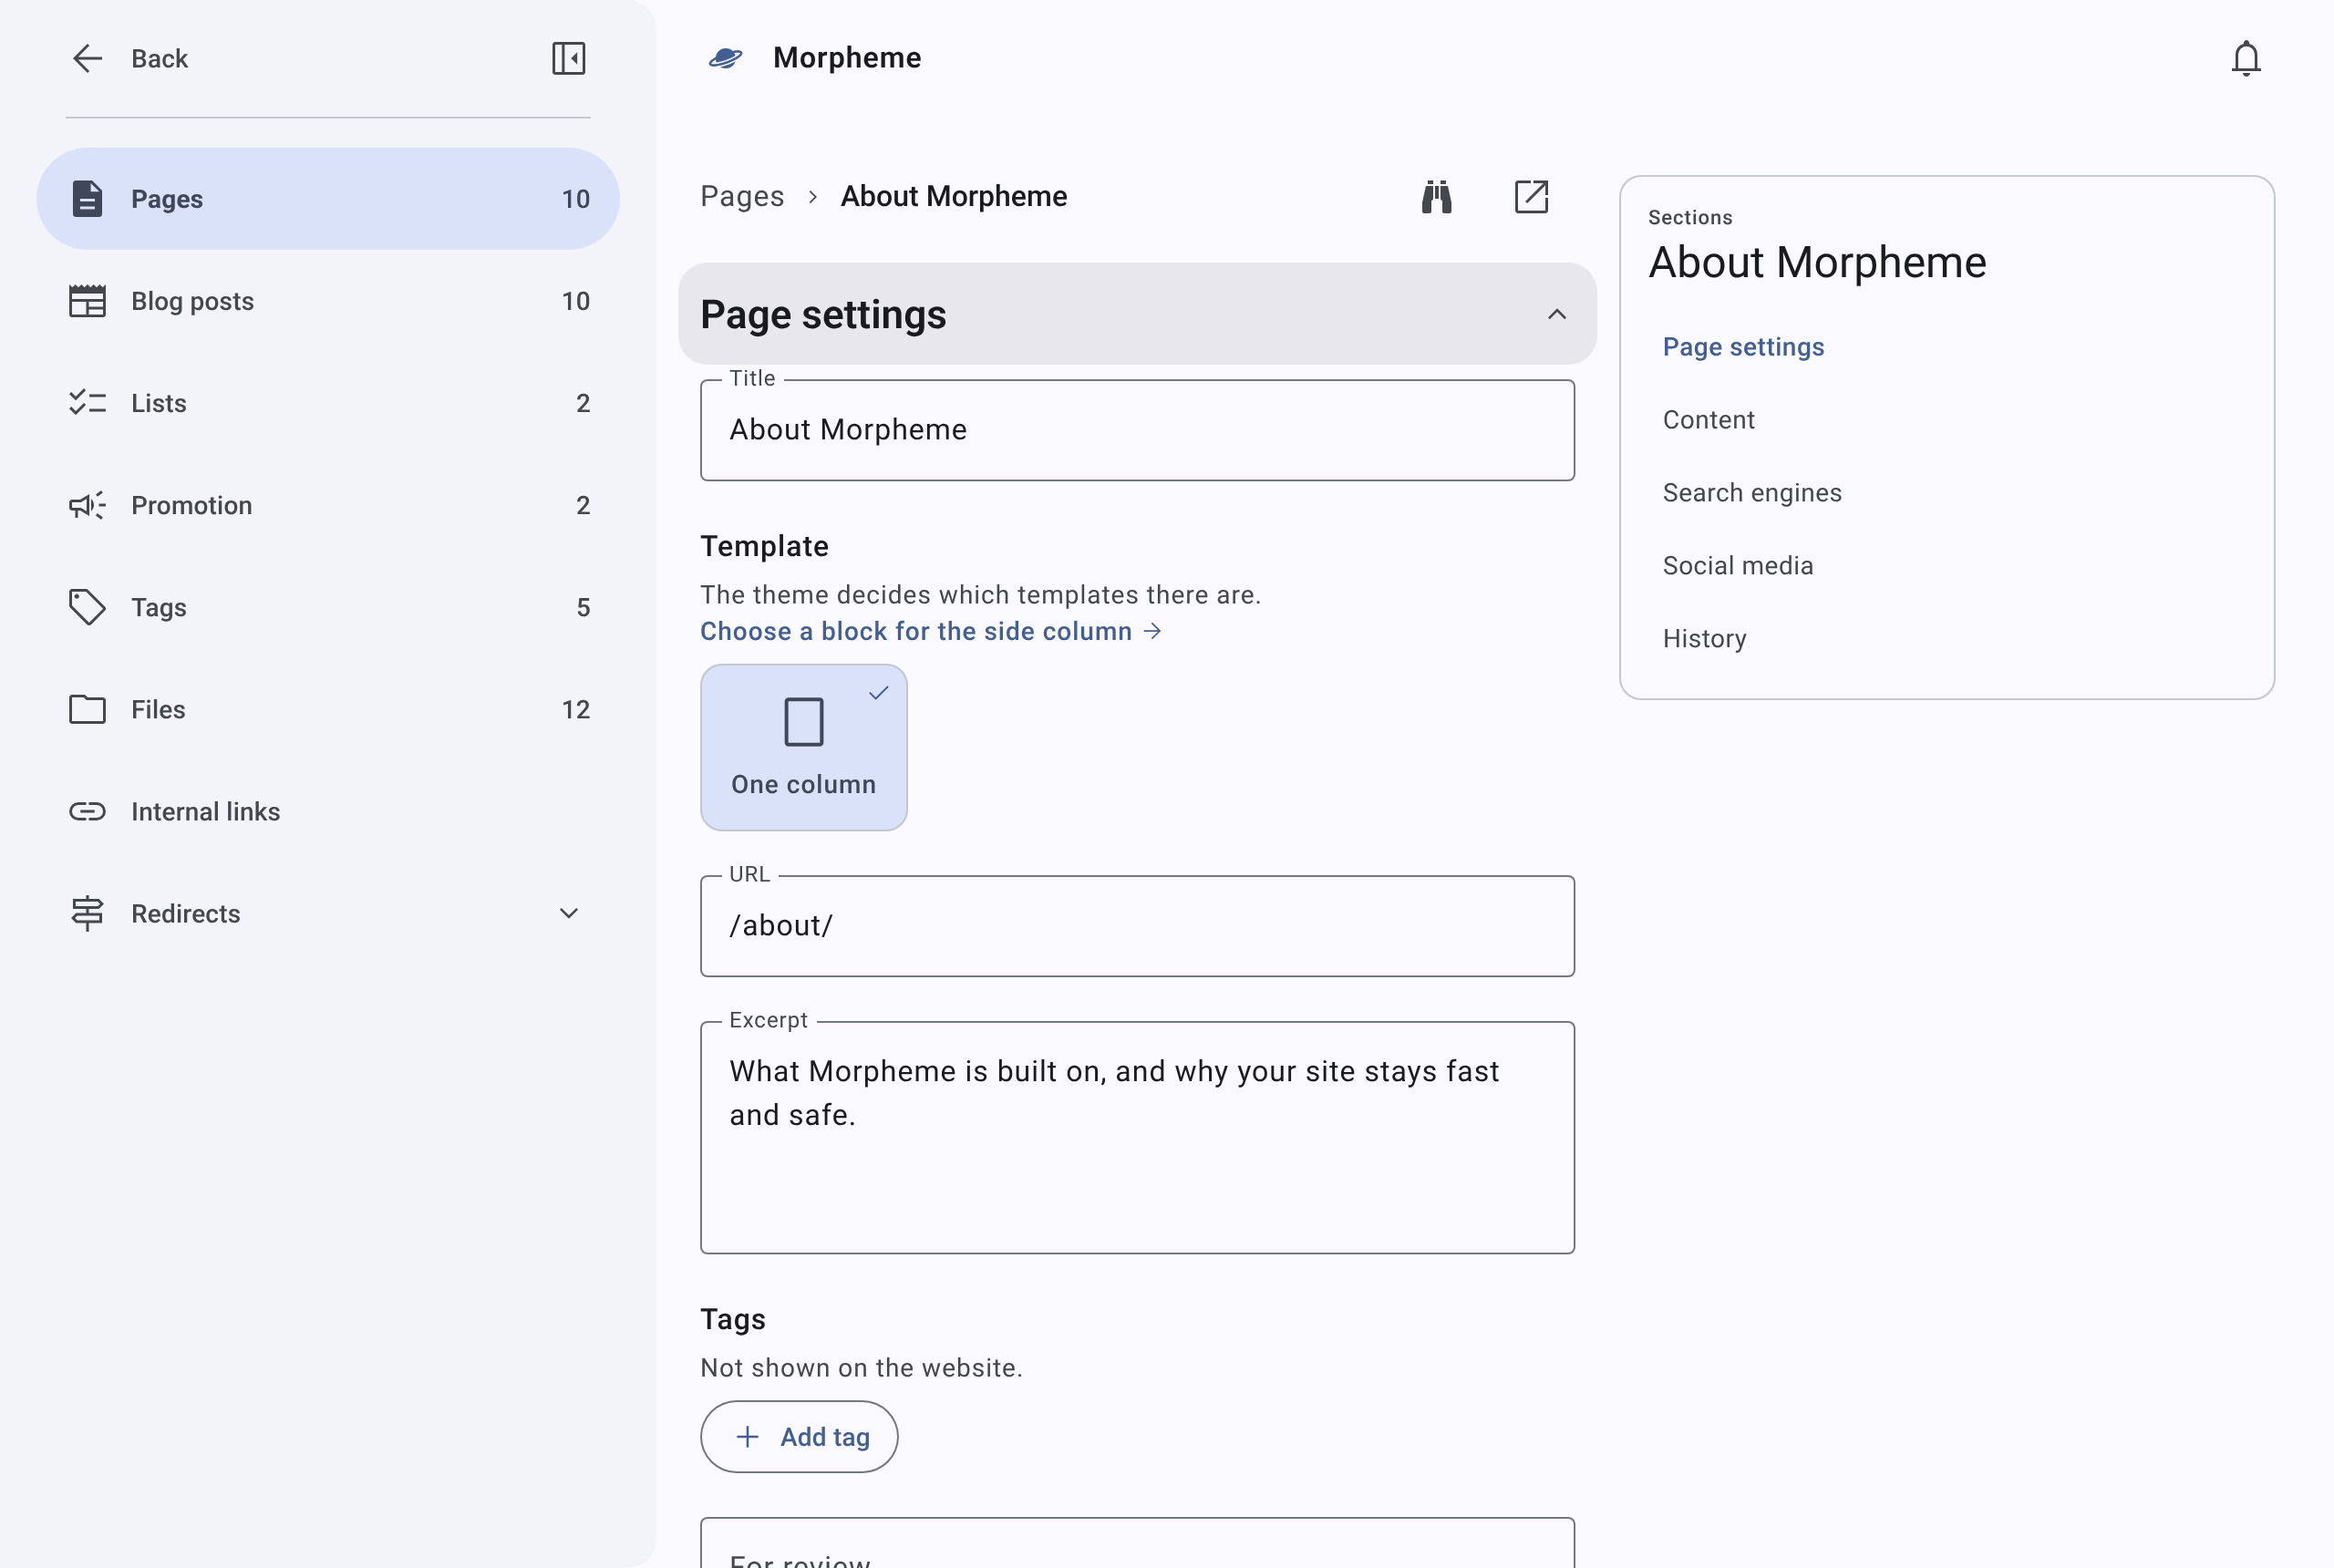 Back
Pages 10
Blog posts 10
Lists 2
Promotion 2
Tags 5
Files 12
Internal links
Redirects
Morpheme
Pages › About Morpheme
Page settings
Title
About Morpheme
Template
The theme decides which templates there are.
Choose a block for the side column →
One column
URL
/about/
Excerpt
What Morpheme is built on, and why your site stays fast
and safe.
Tags
Not shown on the website.
+ Add tag
For review
Sections
About Morpheme
Page settings
Content
Search engines
Social media
History